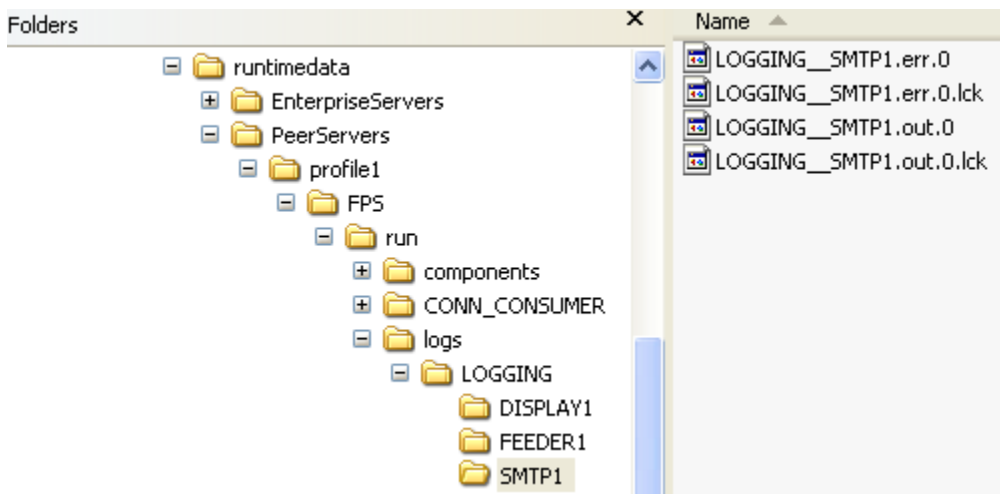 Folders
runtimedata
EnterpriseServers
PeerServers
profile1
FPS
run
components
CONN_CONSUMER
logs
LOGGING
DISPLAY1
FEEDER1
SMTP1
Name
LOGGING__SMTP1.err.0
LOGGING__SMTP1.err.0.lck
LOGGING__SMTP1.out.0
LOGGING__SMTP1.out.0.lck